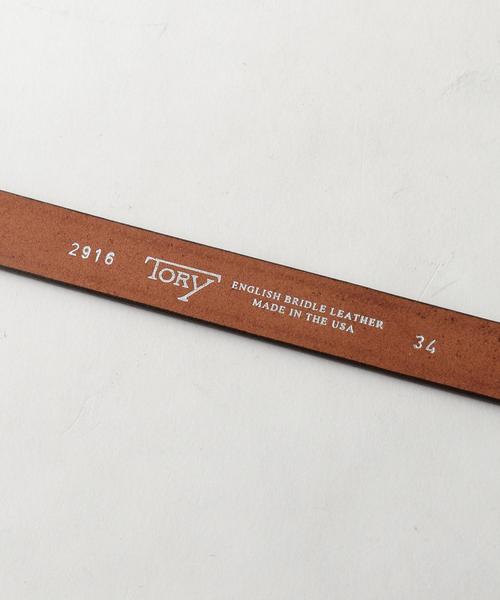 2916
TORY
ENGLISH BRIDLE LEATHER
MADE IN THE USA
34